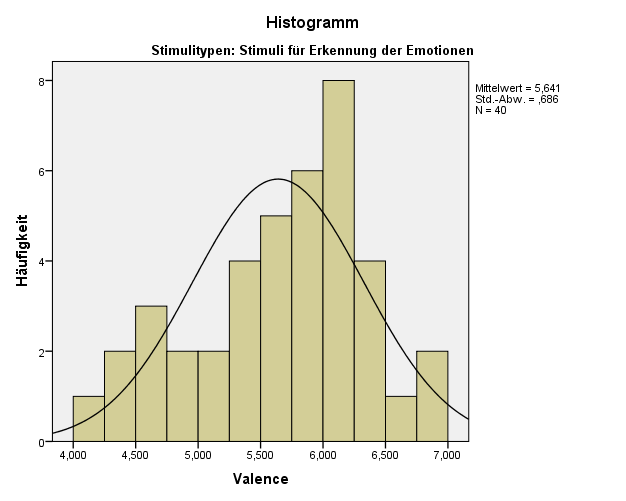 Histogramm
Stimulitypen: Stimuli für Erkennung der Emotionen
Mittelwert = 5,641
Std.-Abw. = ,686
N = 40
Häufigkeit
8
6
4
2
0
4,000 4,500 5,000 5,500 6,000 6,500 7,000
Valence